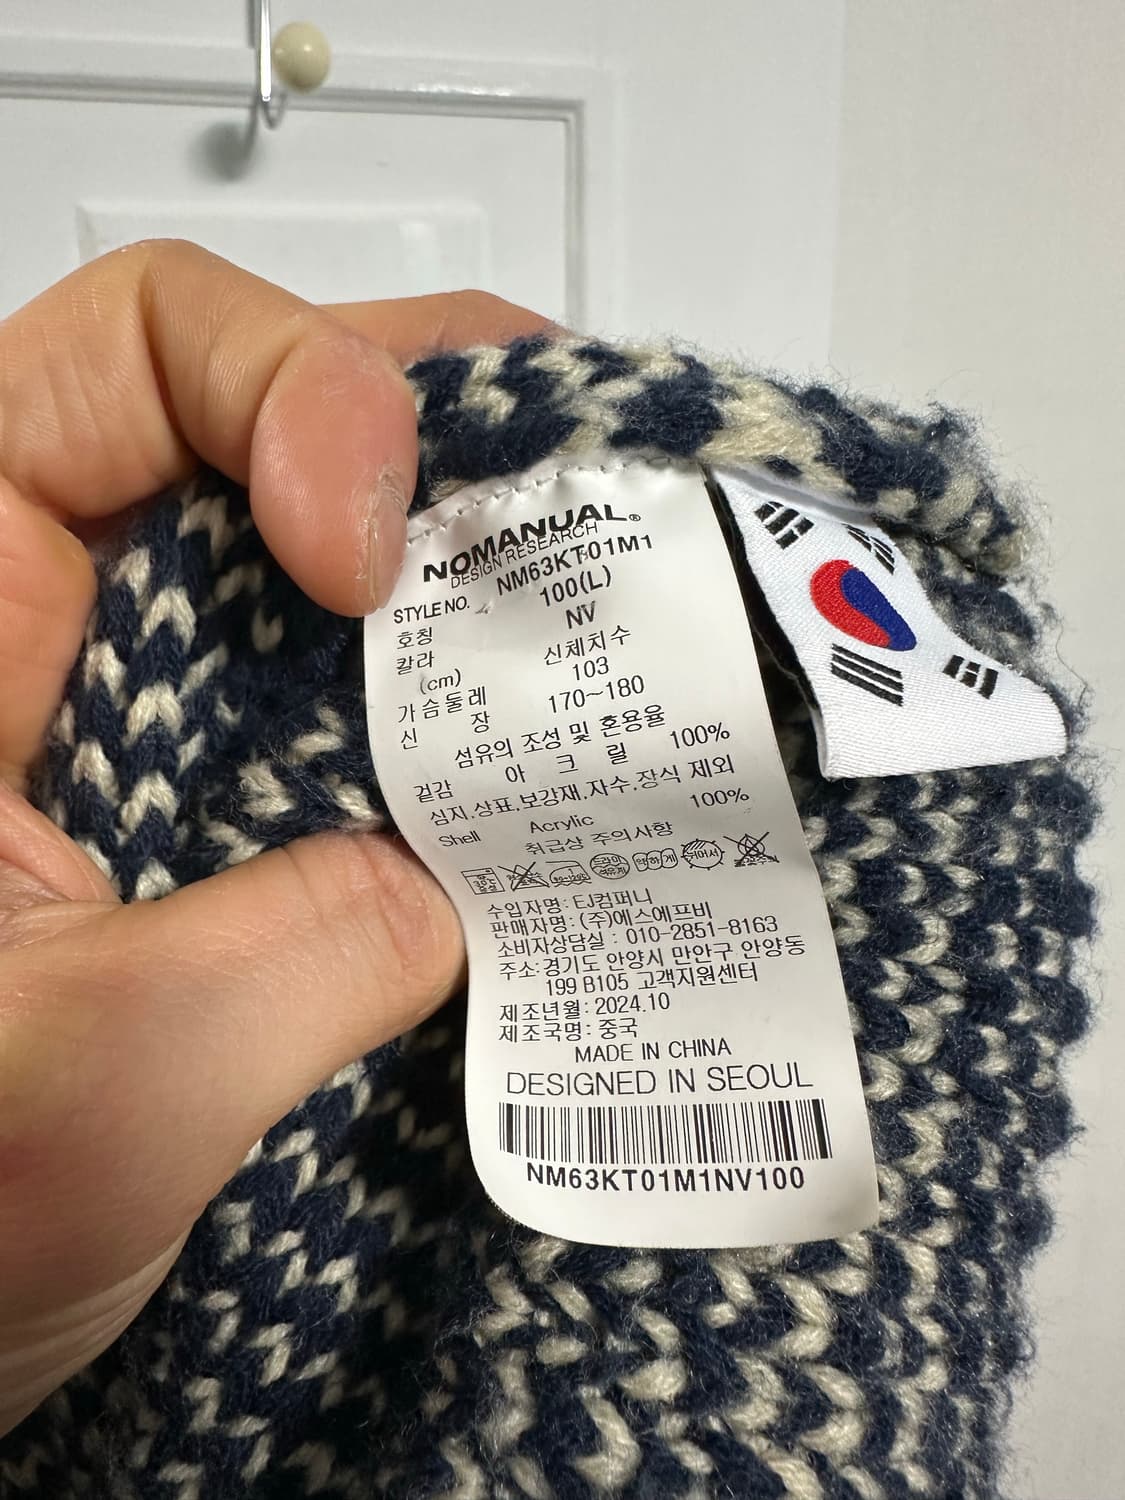 NOMANUAL®
DESIGN RESEARCH
STYLE NO. NM63KT01M1
호칭 100(L)
칼라 NV
(cm) 신체치수
가슴둘레 103
신 장 170~180
섬유의 조성 및 혼용율
겉감 아 크 릴 100%
심지.상표.보강재.자수.장식 제외
Shell Acrylic 100%
취급상 주의사항
약하게
수입자명: EJ컴퍼니
판매자명: (주)에스에프비
소비자상담실 : 010-2851-8163
주소:경기도 안양시 만안구 안양동
199 B105 고객지원센터
제조년월: 2024.10
제조국명: 중국
MADE IN CHINA
DESIGNED IN SEOUL
NM63KT01M1NV100